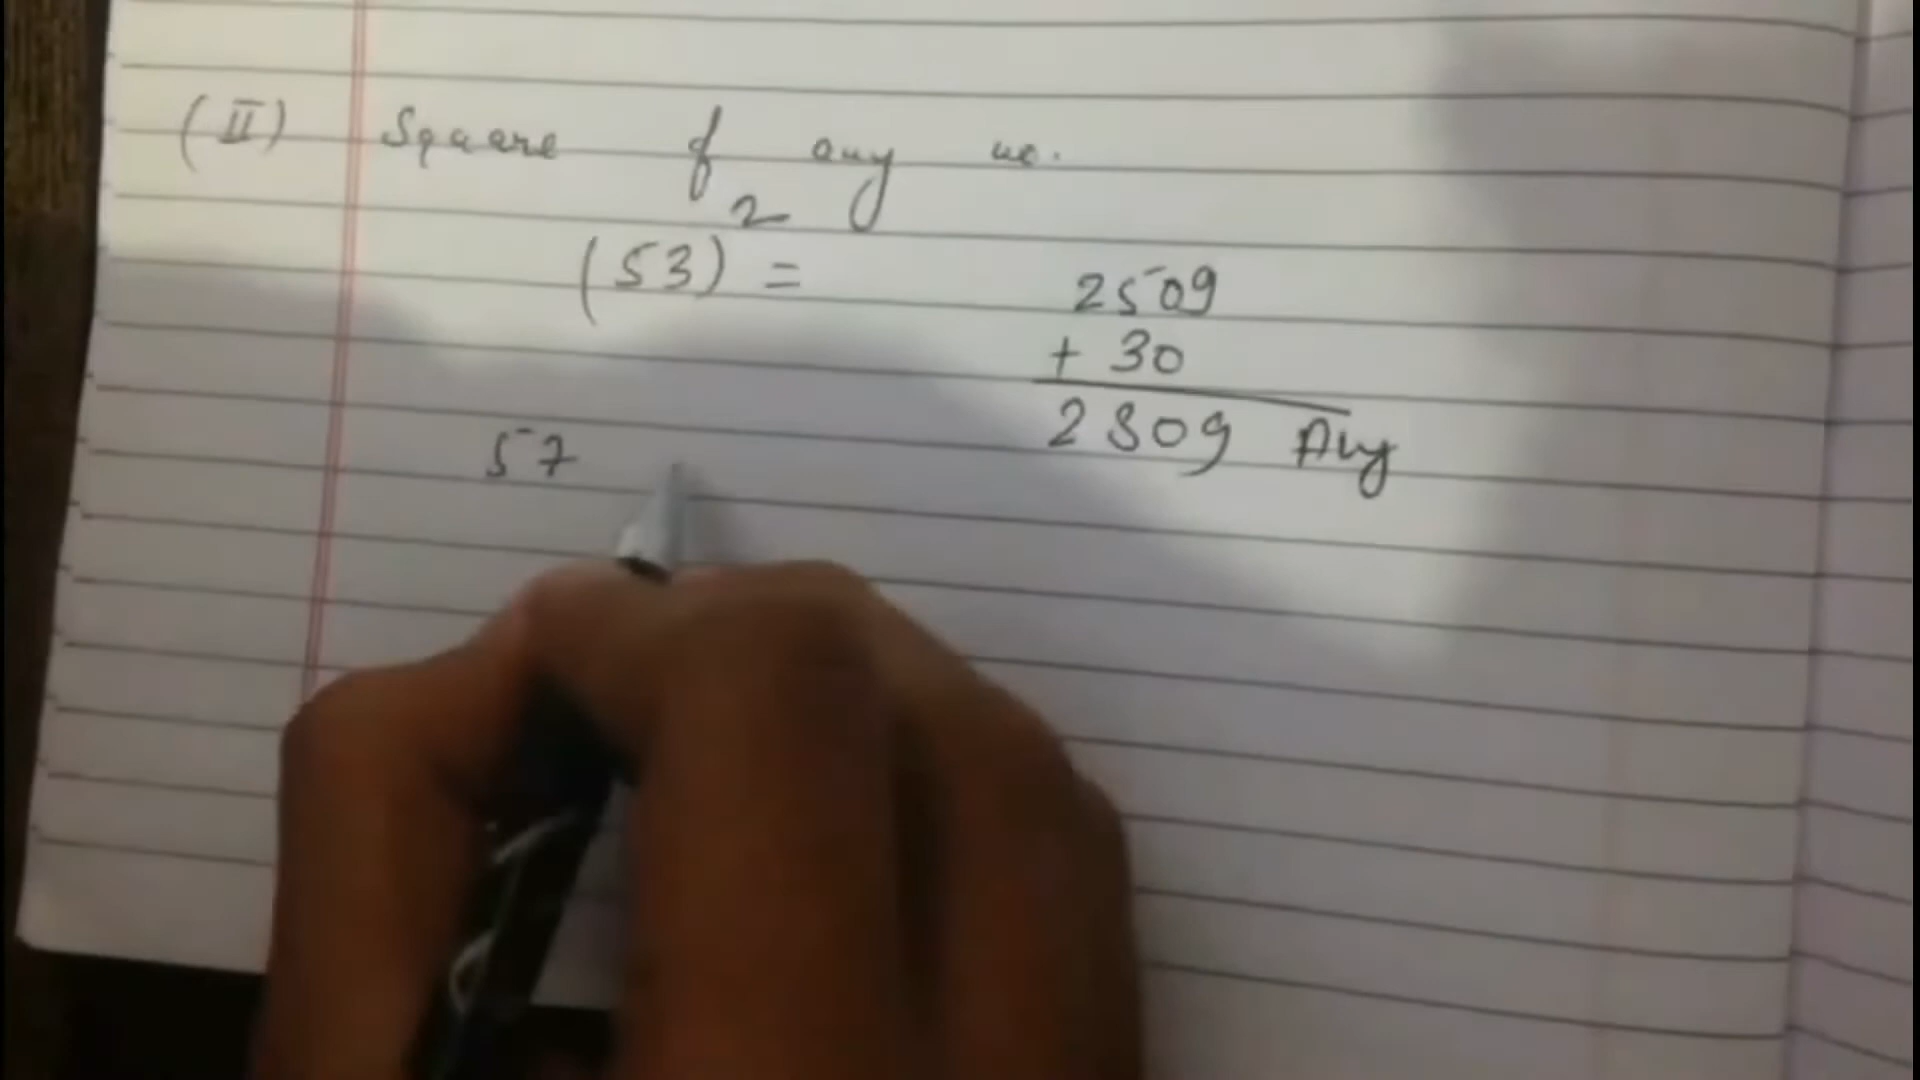 (II) Square of any no.
(53)² = 2509
+ 30
2809 Ans
57